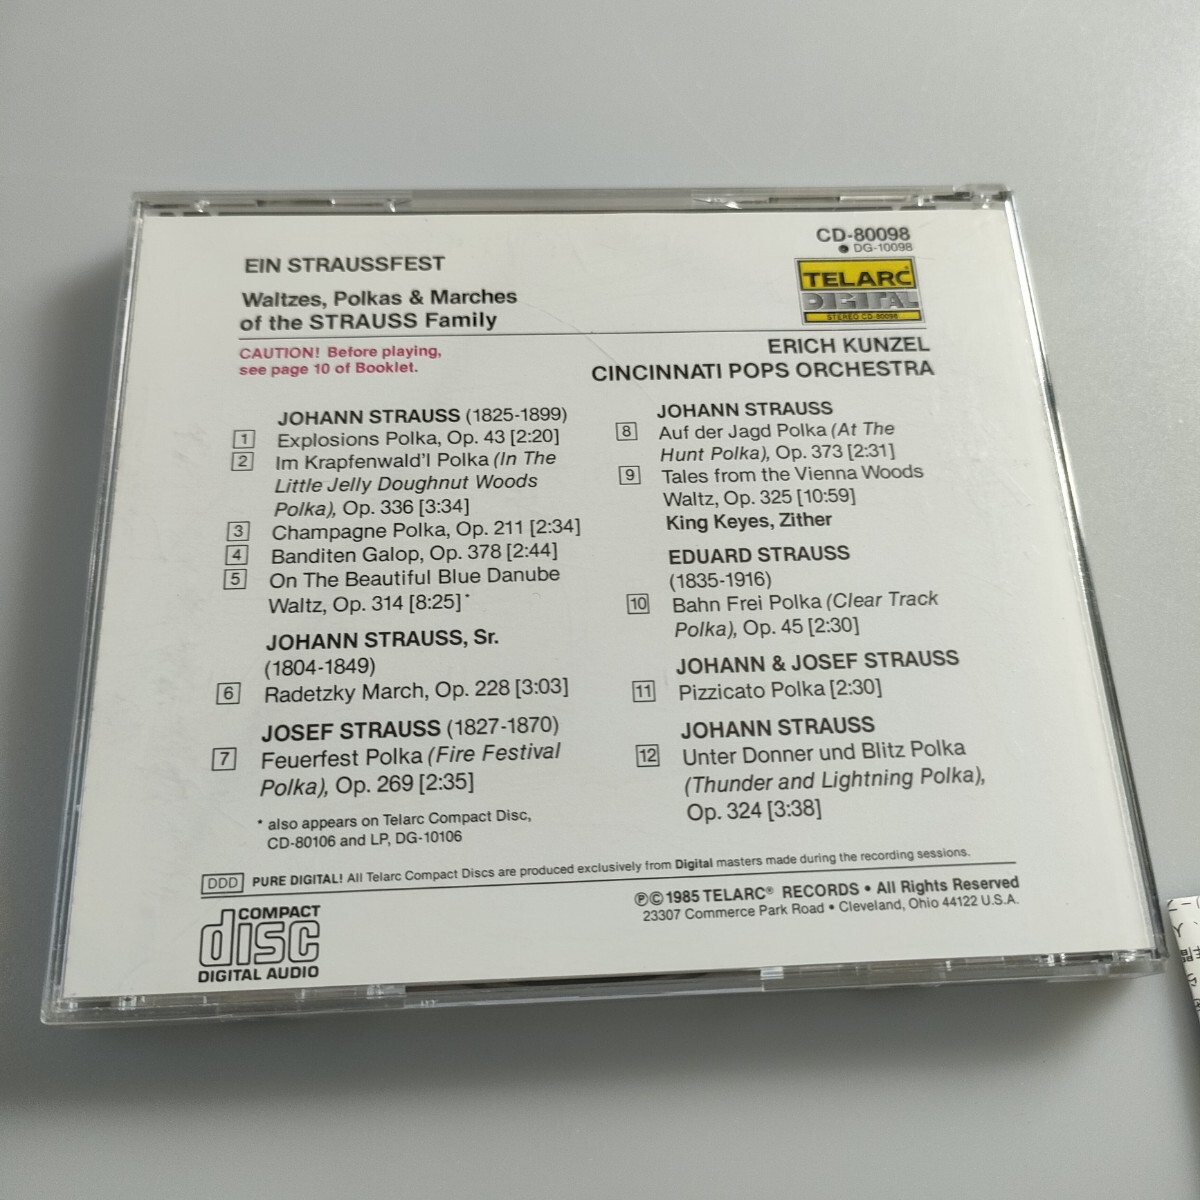 EIN STRAUSSFEST
Waltzes, Polkas & Marches
of the STRAUSS Family
CAUTION! Before playing,
see page 10 of Booklet.
CD-80098
● DG-10098
TELARC®
DIGITAL
STEREO CD-80098
ERICH KUNZEL
CINCINNATI POPS ORCHESTRA
JOHANN STRAUSS (1825-1899)
1 Explosions Polka, Op. 43 [2:20]
2 Im Krapfenwald'l Polka (In The
Little Jelly Doughnut Woods
Polka), Op. 336 [3:34]
3 Champagne Polka, Op. 211 [2:34]
4 Banditen Galop, Op. 378 [2:44]
5 On The Beautiful Blue Danube
Waltz, Op. 314 [8:25]*
JOHANN STRAUSS, Sr.
(1804-1849)
6 Radetzky March, Op. 228 [3:03]
JOSEF STRAUSS (1827-1870)
7 Feuerfest Polka (Fire Festival
Polka), Op. 269 [2:35]
* also appears on Telarc Compact Disc,
CD-80106 and LP, DG-10106
JOHANN STRAUSS
8 Auf der Jagd Polka (At The
Hunt Polka), Op. 373 [2:31]
9 Tales from the Vienna Woods
Waltz, Op. 325 [10:59]
King Keyes, Zither
EDUARD STRAUSS
(1835-1916)
10 Bahn Frei Polka (Clear Track
Polka), Op. 45 [2:30]
JOHANN & JOSEF STRAUSS
11 Pizzicato Polka [2:30]
JOHANN STRAUSS
12 Unter Donner und Blitz Polka
(Thunder and Lightning Polka),
Op. 324 [3:38]
DDD PURE DIGITAL! All Telarc Compact Discs are produced exclusively from Digital masters made during the recording sessions.
COMPACT
disc
DIGITAL AUDIO
℗© 1985 TELARC® RECORDS • All Rights Reserved
23307 Commerce Park Road • Cleveland, Ohio 44122 U.S.A.